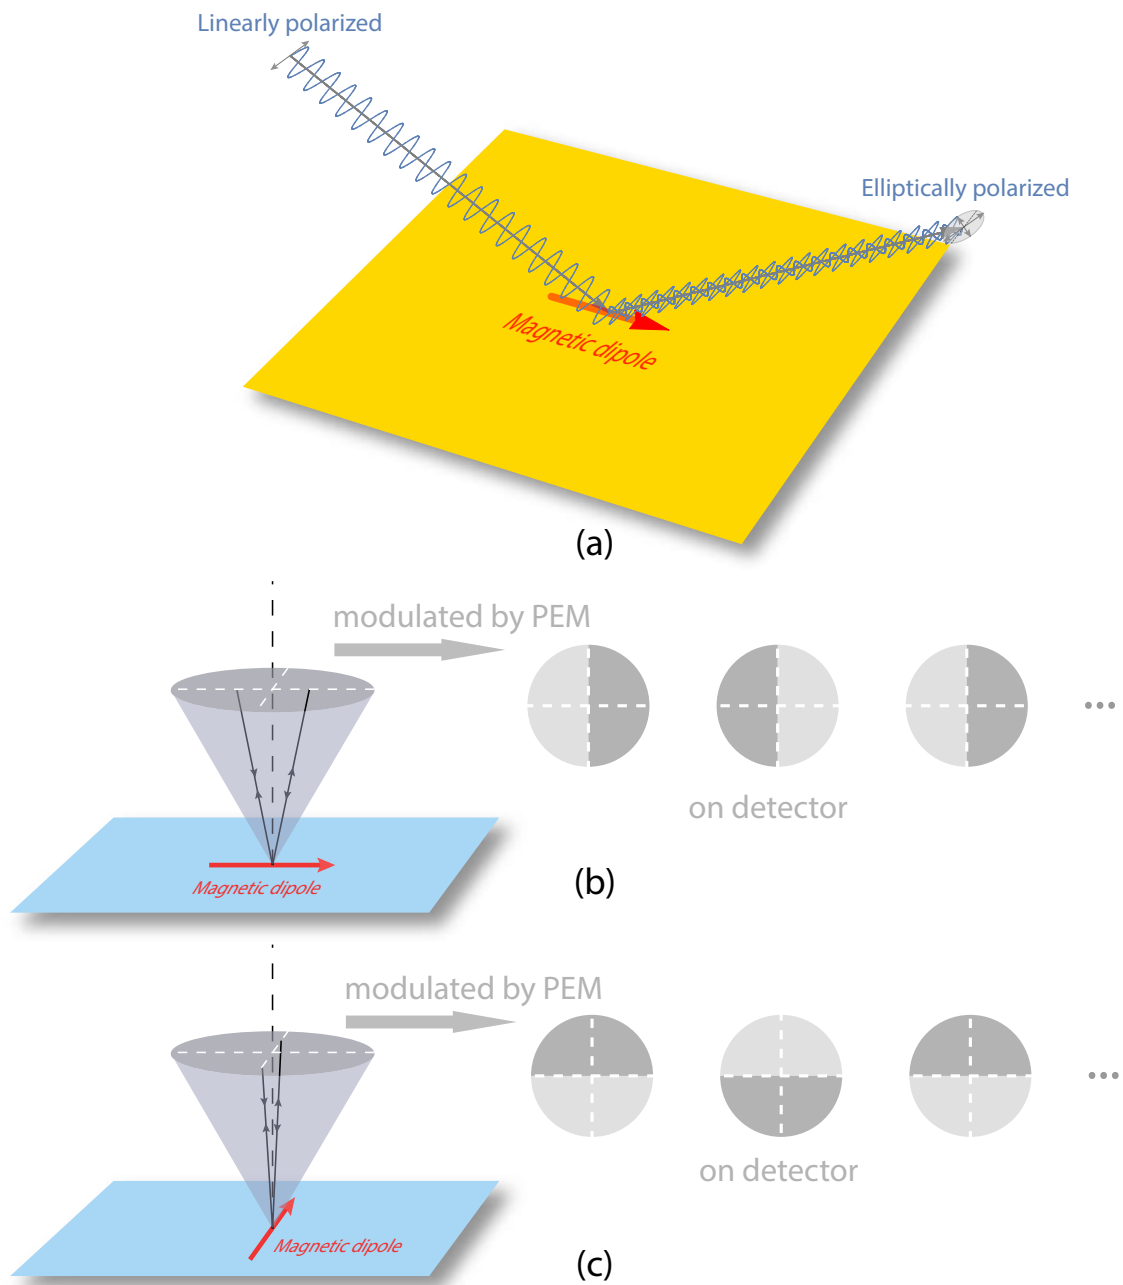 Linearly polarized
Elliptically polarized
Magnetic dipole
(a)
modulated by PEM
...
on detector
Magnetic dipole
(b)
modulated by PEM
...
on detector
Magnetic dipole
(c)